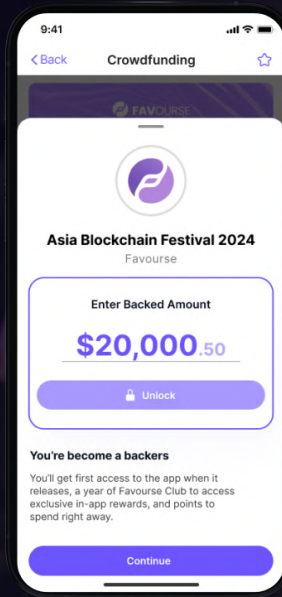 9:41
Back
Crowdfunding
FAVOURSE
Asia Blockchain Festival 2024
Favourse
Enter Backed Amount
$20,000.50
Unlock
You're become a backers
You'll get first access to the app when it
releases, a year of Favourse Club to access
exclusive in-app rewards, and points to
spend right away.
Continue